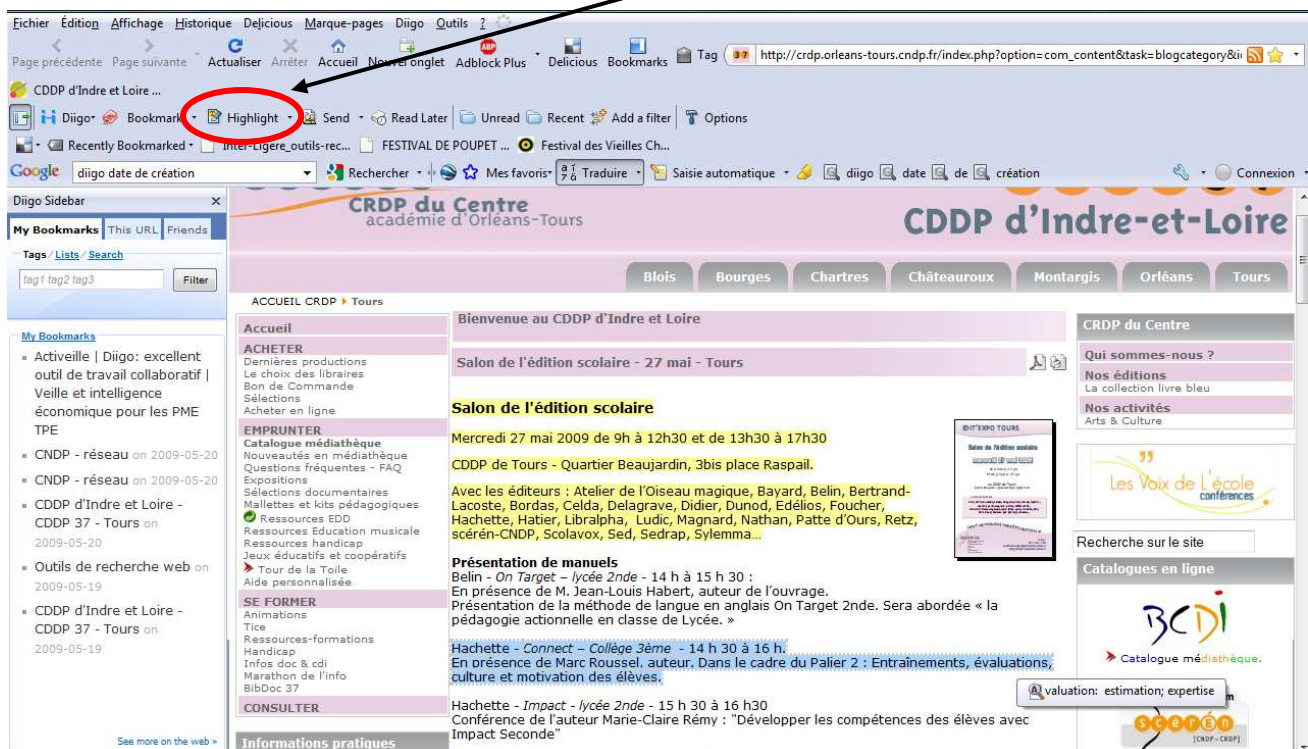 Fichier Édition Affichage Historique Delicious Marque-pages Diigo Outils ?
Page précédente Page suivante Actualiser Arrêter Accueil Nouvel onglet Adblock Plus Delicious Bookmarks Tag http://crdp.orleans-tours.cndp.fr/index.php?option=com_content&task=blogcategory&i
CDDP d'Indre et Loire ...
Diigo Bookmark Highlight Send Read Later Unread Recent Add a filter Options
Recently Bookmarked Inter-Ligere_outils-rec... FESTIVAL DE POUPET ... Festival des Vieilles Ch...
Google diigo date de création Rechercher Mes favoris Traduire Saisie automatique diigo date de création Connexion
Diigo Sidebar x
My Bookmarks This URL Friends
Tags / Lists / Search
tag1 tag2 tag3 Filter
My Bookmarks
Activeille | Diigo: excellent
outil de travail collaboratif |
Veille et intelligence
économique pour les PME
TPE
CNDP - réseau on 2009-05-20
CNDP - réseau on 2009-05-20
CDDP d'Indre et Loire -
CDDP 37 - Tours on
2009-05-20
Outils de recherche web on
2009-05-19
CDDP d'Indre et Loire -
CDDP 37 - Tours on
2009-05-19
See more on the web »
CRDP du Centre
académie d'Orléans-Tours
CDDP d'Indre-et-Loire
Blois Bourges Chartres Châteauroux Montargis Orléans Tours
ACCUEIL CRDP Tours
Accueil
ACHETER
Dernières productions
Le choix des libraires
Bon de Commande
Sélections
Acheter en ligne
EMPRUNTER
Catalogue médiathèque
Nouveautés en médiathèque
Questions fréquentes - FAQ
Expositions
Sélections documentaires
Mallettes et kits pédagogiques
Ressources EDD
Ressources Education musicale
Ressources handicap
Jeux éducatifs et coopératifs
Tour de la Toile
Aide personnalisée
SE FORMER
Animations
Tice
Ressources-formations
Handicap
Infos doc & cdi
Marathon de l'info
BibDoc 37
CONSULTER
Informations pratiques
Bienvenue au CDDP d'Indre et Loire
Salon de l'édition scolaire - 27 mai - Tours
Salon de l'édition scolaire
Mercredi 27 mai 2009 de 9h à 12h30 et de 13h30 à 17h30
CDDP de Tours - Quartier Beaujardin, 3bis place Raspail.
Avec les éditeurs : Atelier de l'Oiseau magique, Bayard, Belin, Bertrand-
Lacoste, Bordas, Celda, Delagrave, Didier, Dunod, Edélios, Foucher,
Hachette, Hatier, Libralpha, Ludic, Magnard, Nathan, Patte d'Ours, Retz,
scérén-CNDP, Scolavox, Sed, Sedrap, Sylemma...
EDIT'EXPO TOURS
Salon de l'édition scolaire
Présentation de manuels
Belin - On Target – lycée 2nde - 14 h à 15 h 30 :
En présence de M. Jean-Louis Habert, auteur de l'ouvrage.
Présentation de la méthode de langue en anglais On Target 2nde. Sera abordée « la
pédagogie actionnelle en classe de Lycée. »
Hachette - Connect – Collège 3ème - 14 h 30 à 16 h.
En présence de Marc Roussel, auteur. Dans le cadre du Palier 2 : Entraînements, évaluations,
culture et motivation des élèves.
Hachette - Impact - lycée 2nde - 15 h 30 à 16 h30
Conférence de l'auteur Marie-Claire Rémy : "Développer les compétences des élèves avec
Impact Seconde"
CRDP du Centre
Qui sommes-nous ?
Nos éditions
La collection livre bleu
Nos activités
Arts & Culture
Les Voix de L'école
conférences
Recherche sur le site
Catalogues en ligne
BCDI
Catalogue médiathèque.
valuation: estimation; expertise
scérén
[CNDP-CRDP]